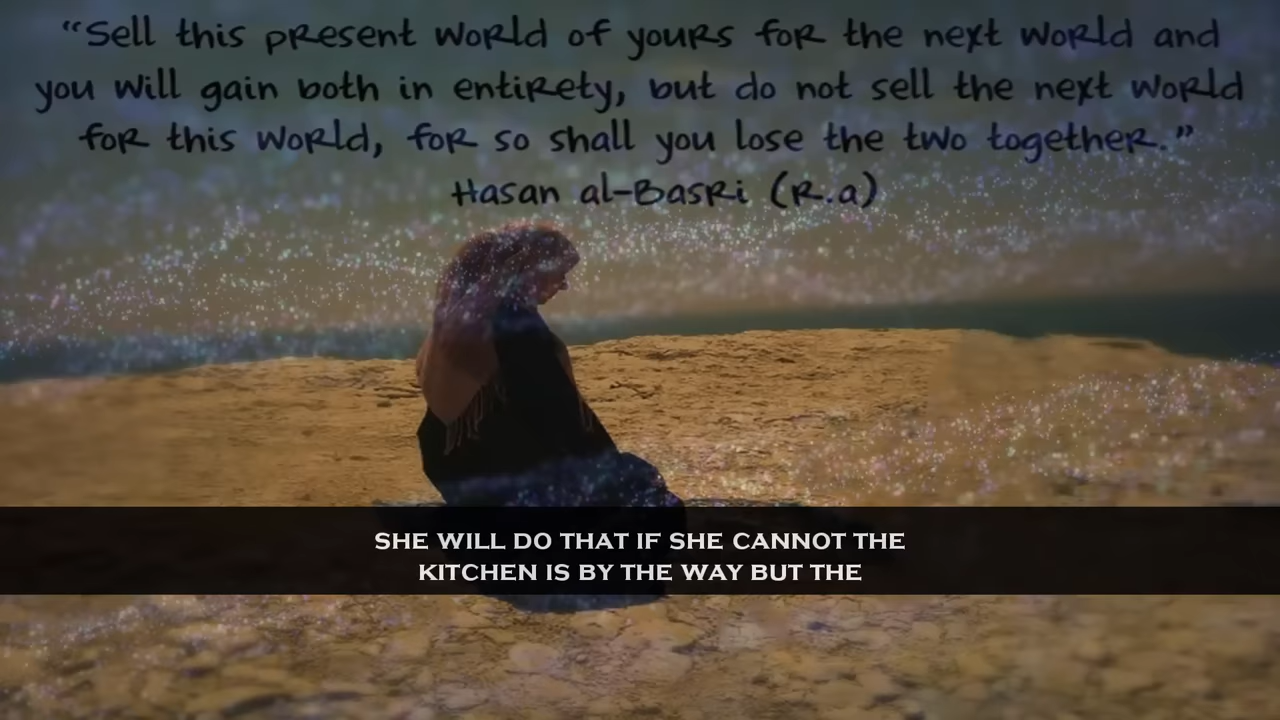 “Sell this present world of yours for the next world and
you will gain both in entirety, but do not sell the next world
for this world, for so shall you lose the two together.”
Hasan al-Basri (R.a)
SHE WILL DO THAT IF SHE CANNOT THE
KITCHEN IS BY THE WAY BUT THE